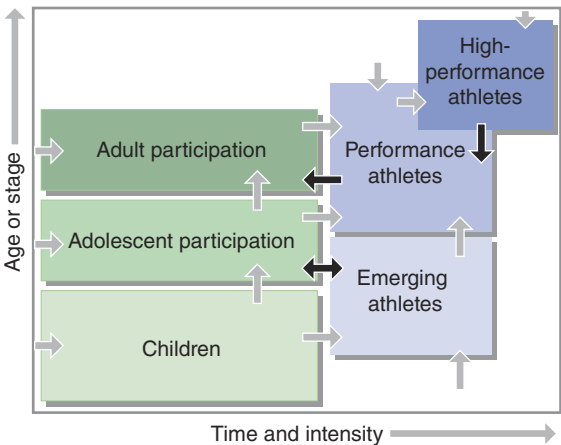 High-
performance
athletes
Adult participation
Performance
athletes
Adolescent participation
Emerging
athletes
Children
Age or stage
Time and intensity